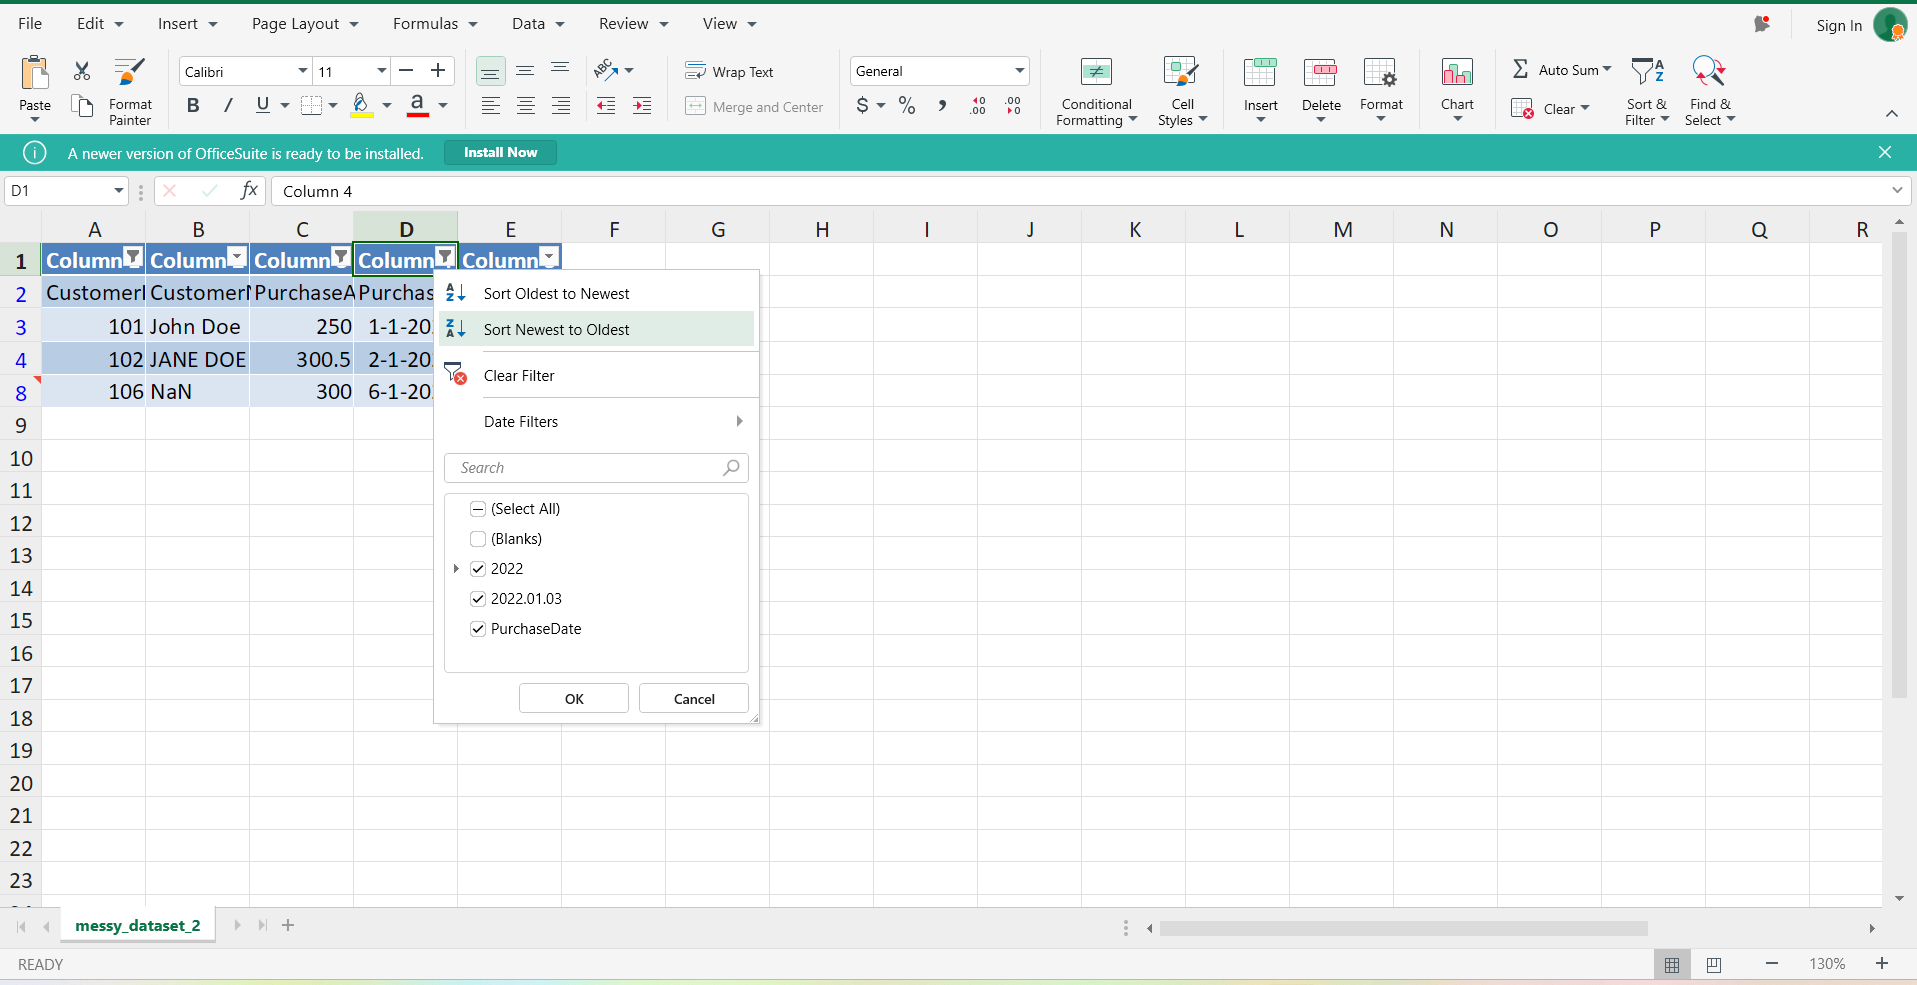 File Edit Insert Page Layout Formulas Data Review View Sign In
Calibri 11 Wrap Text General Auto Sum
Paste Format Painter B I U a Merge and Center $ % , .00 .00 Conditional Formatting Cell Styles Insert Delete Format Chart Clear Sort & Filter Find & Select
A newer version of OfficeSuite is ready to be installed. Install Now
D1 fx Column 4
A B C D E F G H I J K L M N O P Q R
1 Column Column Column Column Column
2 Customer CustomerN PurchaseA Purchas
3 101 John Doe 250 1-1-20
4 102 JANE DOE 300.5 2-1-20
8 106 NaN 300 6-1-20
9
10
11
12
13
14
15
16
17
18
19
20
21
22
23
Sort Oldest to Newest
Sort Newest to Oldest
Clear Filter
Date Filters
Search
(Select All)
(Blanks)
2022
2022.01.03
PurchaseDate
OK Cancel
messy_dataset_2
READY 130%